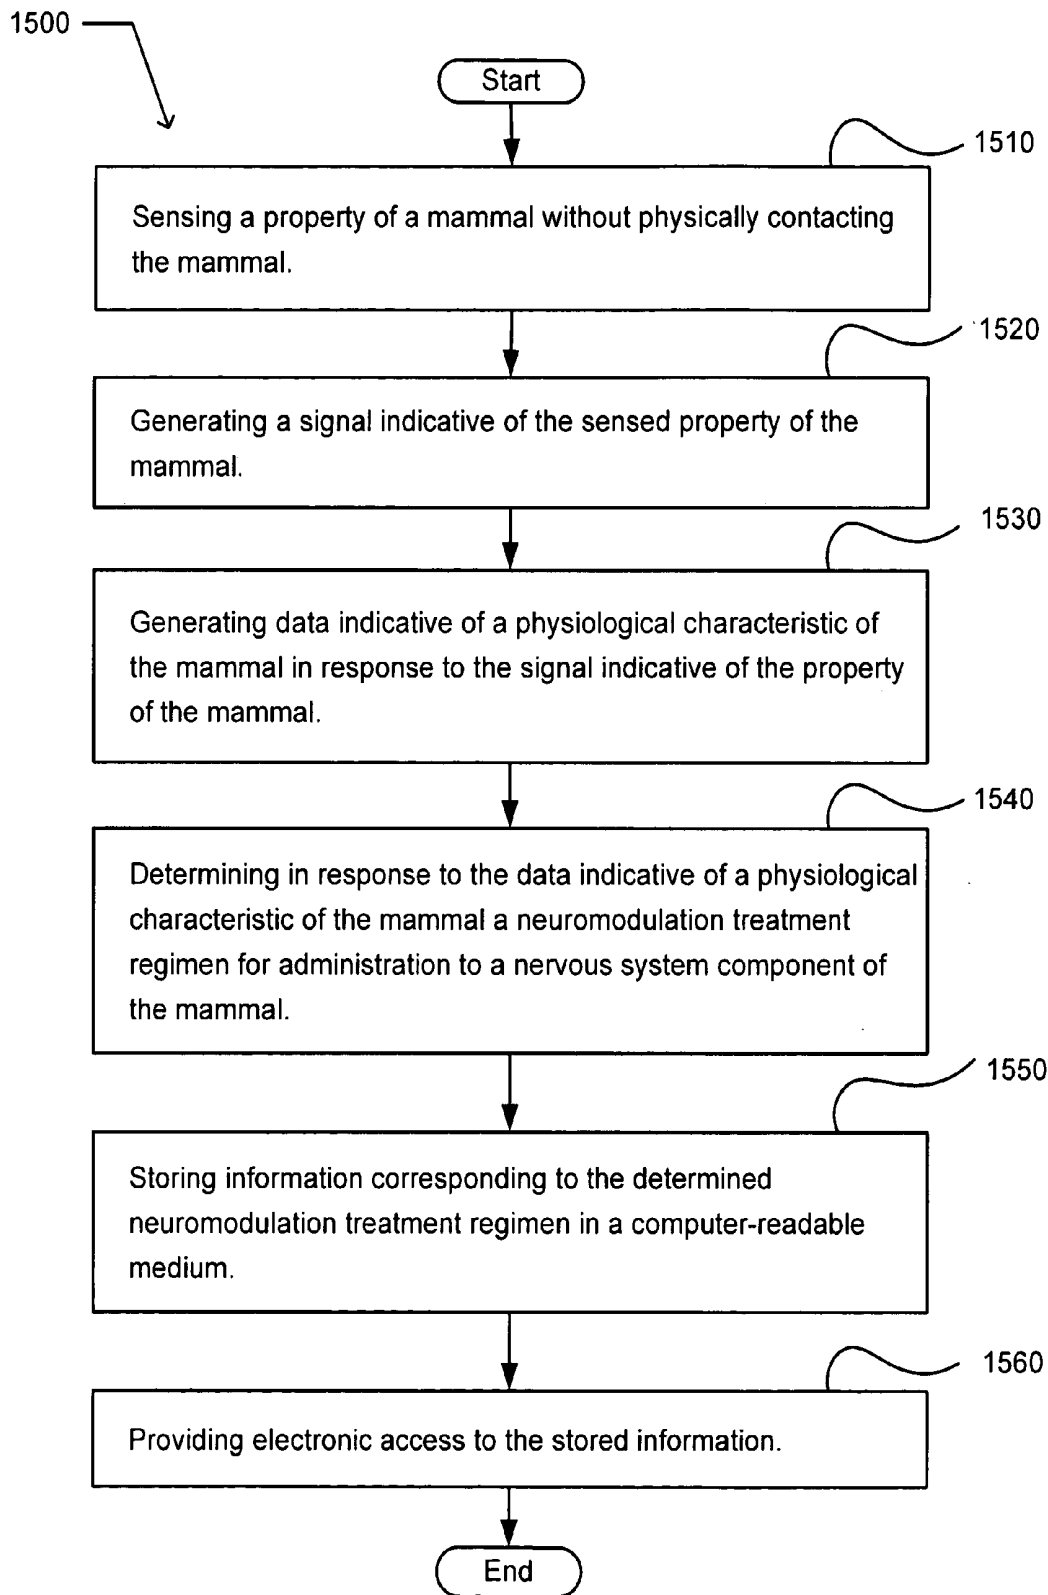 1500
Start
1510
Sensing a property of a mammal without physically contacting
the mammal.
1520
Generating a signal indicative of the sensed property of the
mammal.
1530
Generating data indicative of a physiological characteristic of
the mammal in response to the signal indicative of the property
of the mammal.
1540
Determining in response to the data indicative of a physiological
characteristic of the mammal a neuromodulation treatment
regimen for administration to a nervous system component of
the mammal.
1550
Storing information corresponding to the determined
neuromodulation treatment regimen in a computer-readable
medium.
1560
Providing electronic access to the stored information.
End